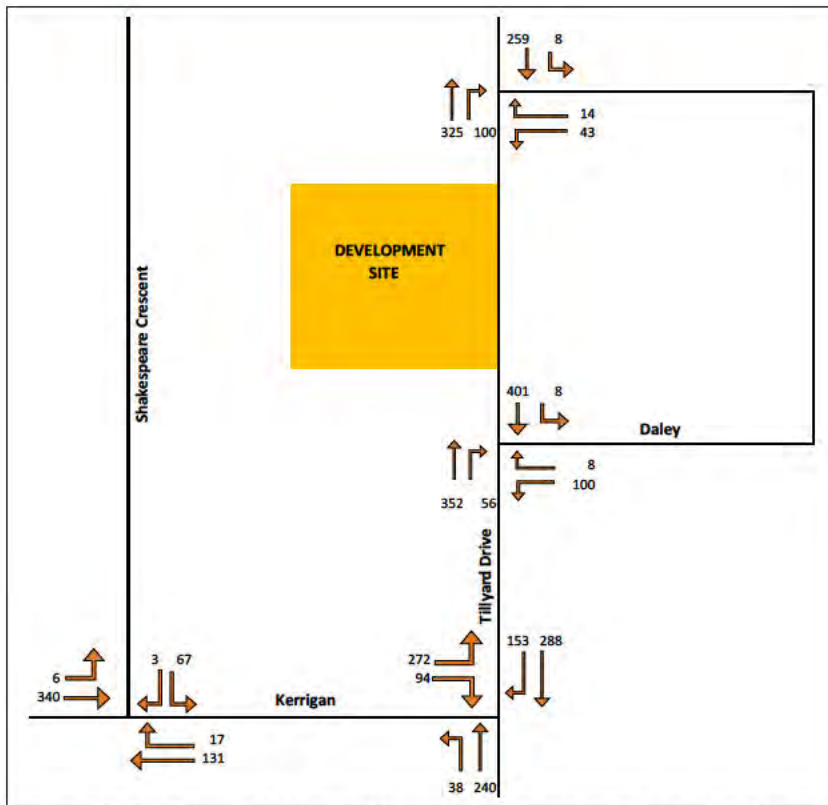 259 8
325 100
14
43
DEVELOPMENT
SITE
Shakespeare Crescent
401 8
Daley
352 56
8
100
Tillyard Drive
6
340
3 67
272
94
153 288
Kerrigan
17
131
38 240